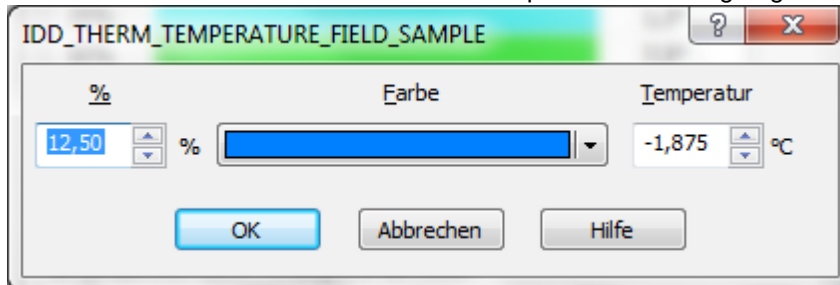 IDD_THERM_TEMPERATURE_FIELD_SAMPLE
% Farbe Temperatur
12,50 % -1,875 °C
OK Abbrechen Hilfe